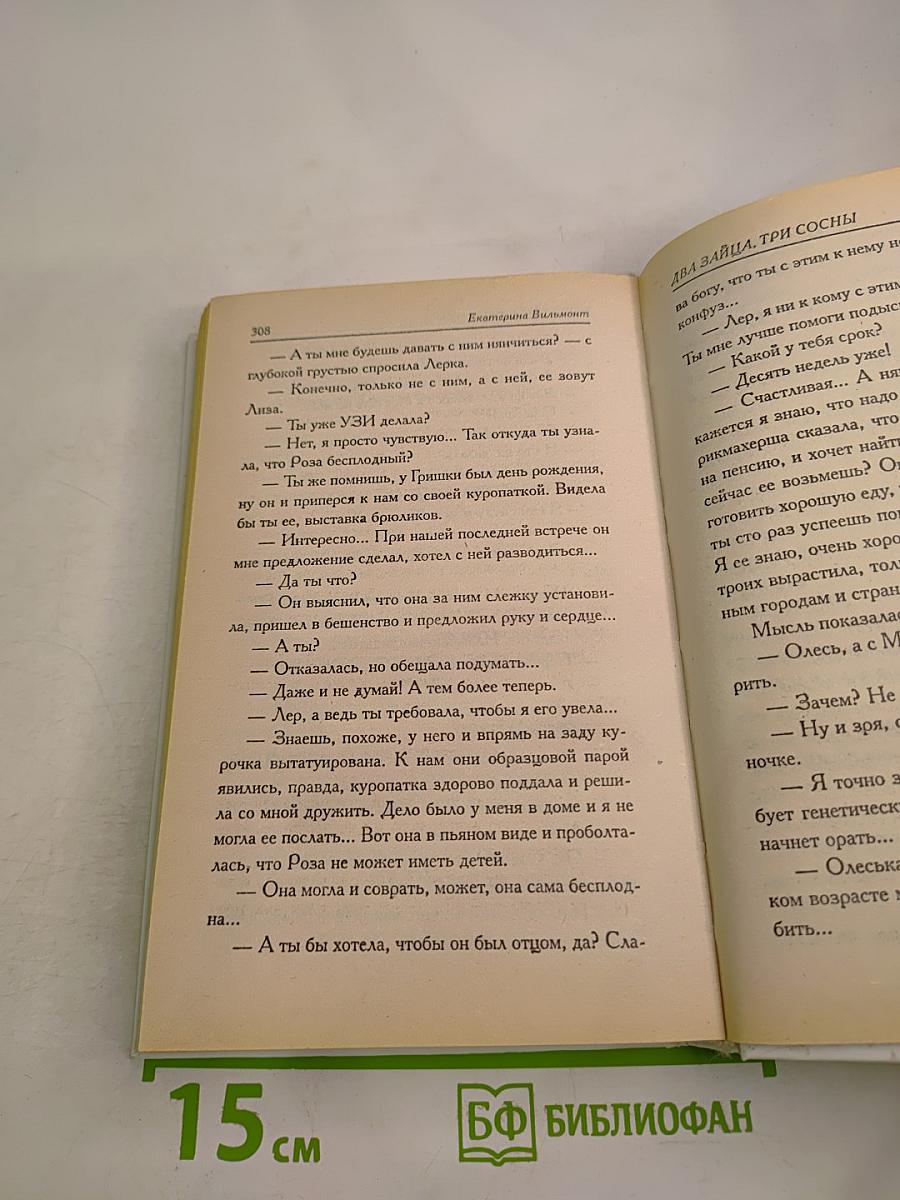 308
Екатерина Вильмонт
— А ты мне будешь давать с ним нянчиться? — с
глубокой грустью спросила Лерка.
— Конечно, только не с ним, а с ней, ее зовут
Лиза.
— Ты уже УЗИ делала?
— Нет, я просто чувствую... Так откуда ты узна-
ла, что Роза бесплодный?
— Ты же помнишь, у Гришки был день рождения,
ну он и приперся к нам со своей куропаткой. Видела
бы ты ее, выставка брюликов.
— Интересно... При нашей последней встрече он
мне предложение сделал, хотел с ней разводиться...
— Да ты что?
— Он выяснил, что она за ним слежку установи-
ла, пришел в бешенство и предложил руку и сердце...
— А ты?
— Отказалась, но обещала подумать...
— Даже и не думай! А тем более теперь.
— Лер, а ведь ты требовала, чтобы я его увела...
— Знаешь, похоже, у него и впрямь на заду ку-
рочка вытатуирована. К нам они образцовой парой
явились, правда, куропатка здорово поддала и реши-
ла со мной дружить. Дело было у меня в доме и я не
могла ее послать... Вот она в пьяном виде и проболта-
лась, что Роза не может иметь детей.
— Она могла и соврать, может, она сама бесплод-
на...
— А ты бы хотела, чтобы он был отцом, да? Сла-
ДВА ЗАЙЦА, ТРИ СОСНЫ
ва богу, что ты с этим к нему
конфуз...
— Лер, я ни к кому с этим
Ты мне лучше помоги подыс
— Какой у тебя срок?
— Десять недель уже!
— Счастливая... А ня
кажется я знаю, что надо
рикмахерша сказала, что
на пенсию, и хочет найти
сейчас ее возьмешь? О
готовить хорошую еду,
ты сто раз успеешь по
Я се знаю, очень хоро
троих вырастила, тол
ным городам и стран
Мысль показалас
— Олесь, а с М
рить.
— Зачем? Не
— Ну и зря,
ночке.
— Я точно з
бует генетическ
начнет орать...
— Олеська
ком возрасте
бить...
15 см
БФ БИБЛИОФАН